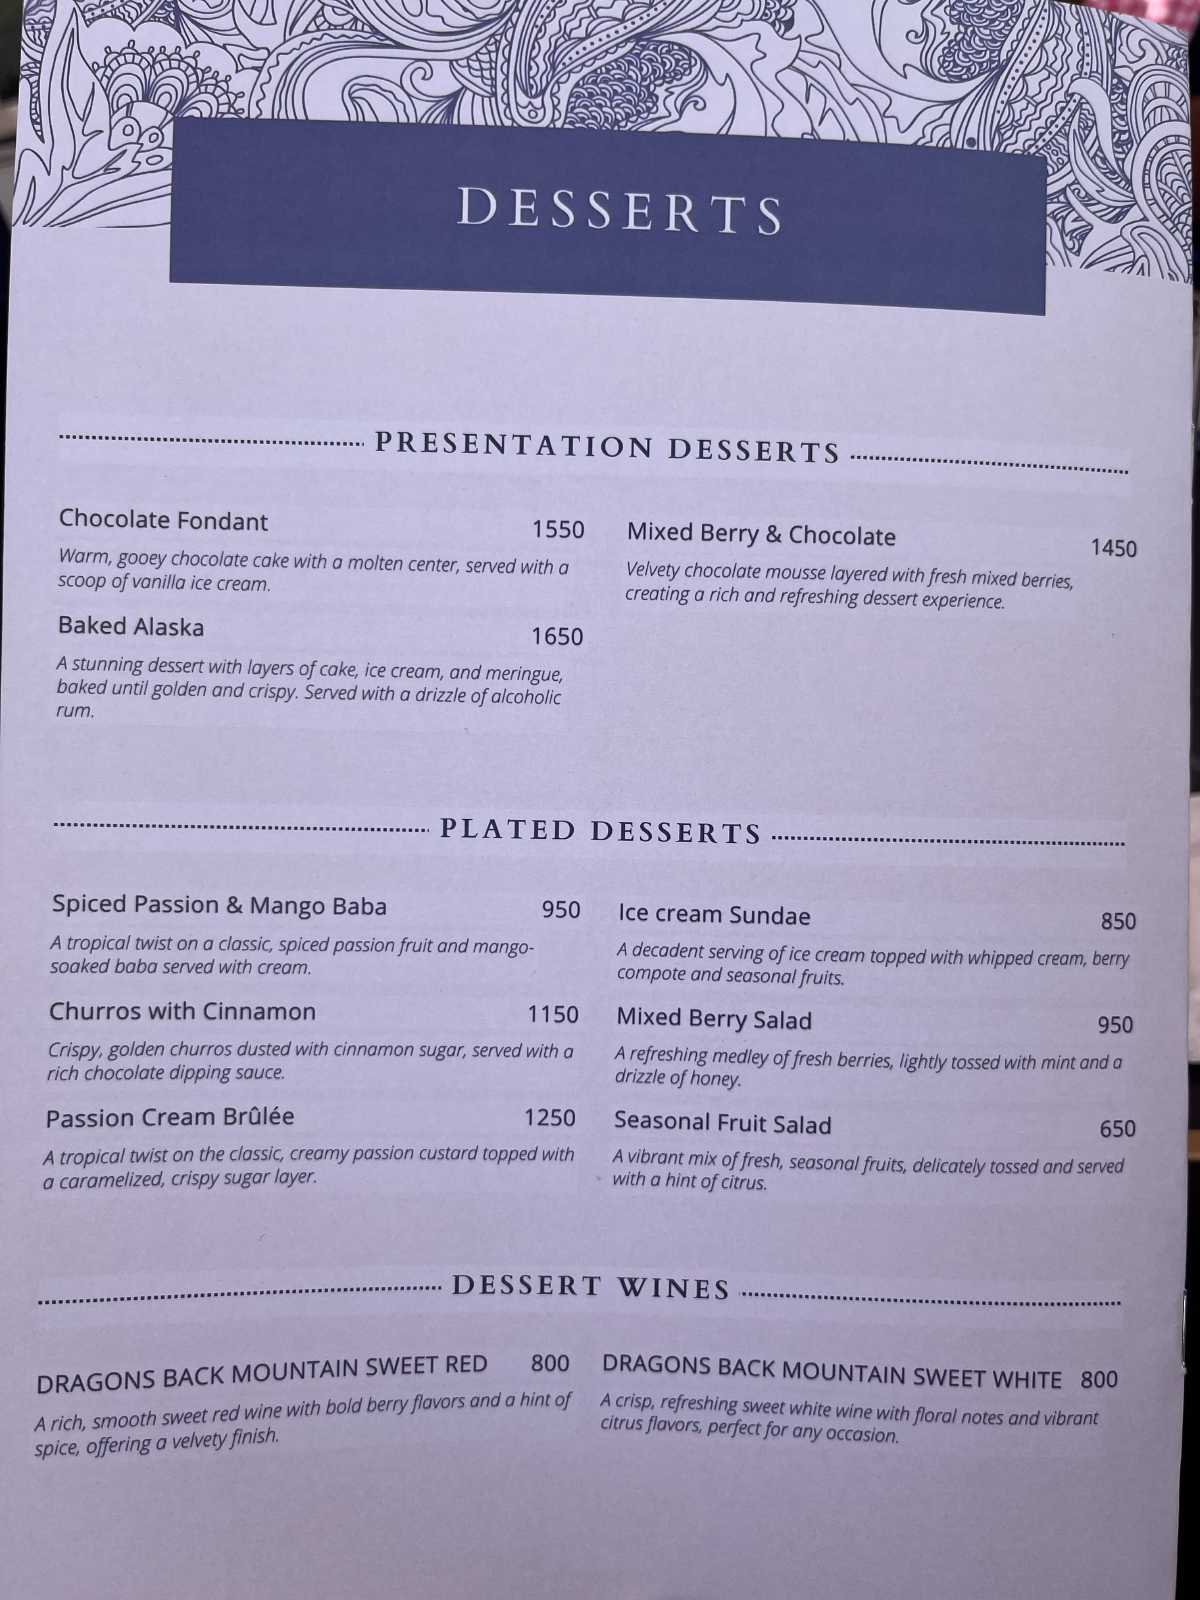 DESSERTS
PRESENTATION DESSERTS
Chocolate Fondant 1550
Warm, gooey chocolate cake with a molten center, served with a
scoop of vanilla ice cream.
Baked Alaska 1650
A stunning dessert with layers of cake, ice cream, and meringue,
baked until golden and crispy. Served with a drizzle of alcoholic
rum.
Mixed Berry & Chocolate 1450
Velvety chocolate mousse layered with fresh mixed berries,
creating a rich and refreshing dessert experience.
PLATED DESSERTS
Spiced Passion & Mango Baba 950
A tropical twist on a classic, spiced passion fruit and mango-
soaked baba served with cream.
Churros with Cinnamon 1150
Crispy, golden churros dusted with cinnamon sugar, served with a
rich chocolate dipping sauce.
Passion Cream Brûlée 1250
A tropical twist on the classic, creamy passion custard topped with
a caramelized, crispy sugar layer.
Ice cream Sundae 850
A decadent serving of ice cream topped with whipped cream, berry
compote and seasonal fruits.
Mixed Berry Salad 950
A refreshing medley of fresh berries, lightly tossed with mint and a
drizzle of honey.
Seasonal Fruit Salad 650
A vibrant mix of fresh, seasonal fruits, delicately tossed and served
with a hint of citrus.
DESSERT WINES
DRAGONS BACK MOUNTAIN SWEET RED 800
A rich, smooth sweet red wine with bold berry flavors and a hint of
spice, offering a velvety finish.
DRAGONS BACK MOUNTAIN SWEET WHITE 800
A crisp, refreshing sweet white wine with floral notes and vibrant
citrus flavors, perfect for any occasion.